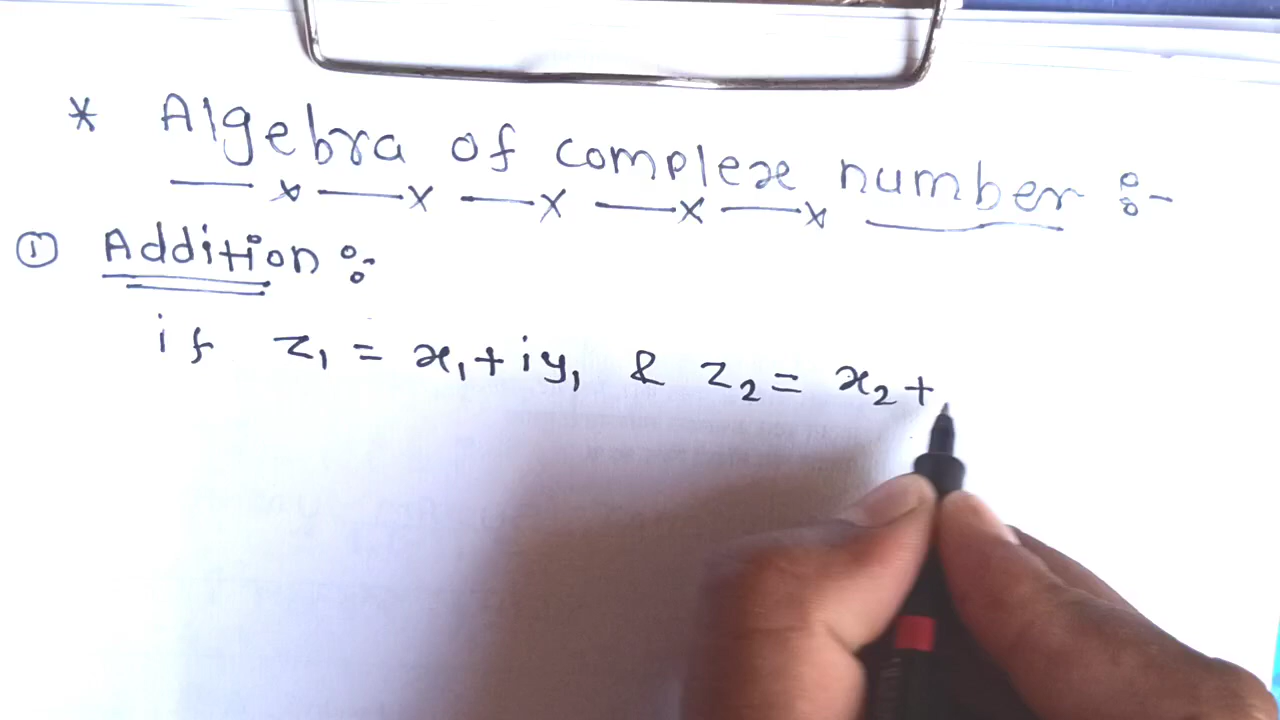 * Algebra of complex number :-
① Addition :-
if z₁ = x₁ + iy₁ & z₂ = x₂ +